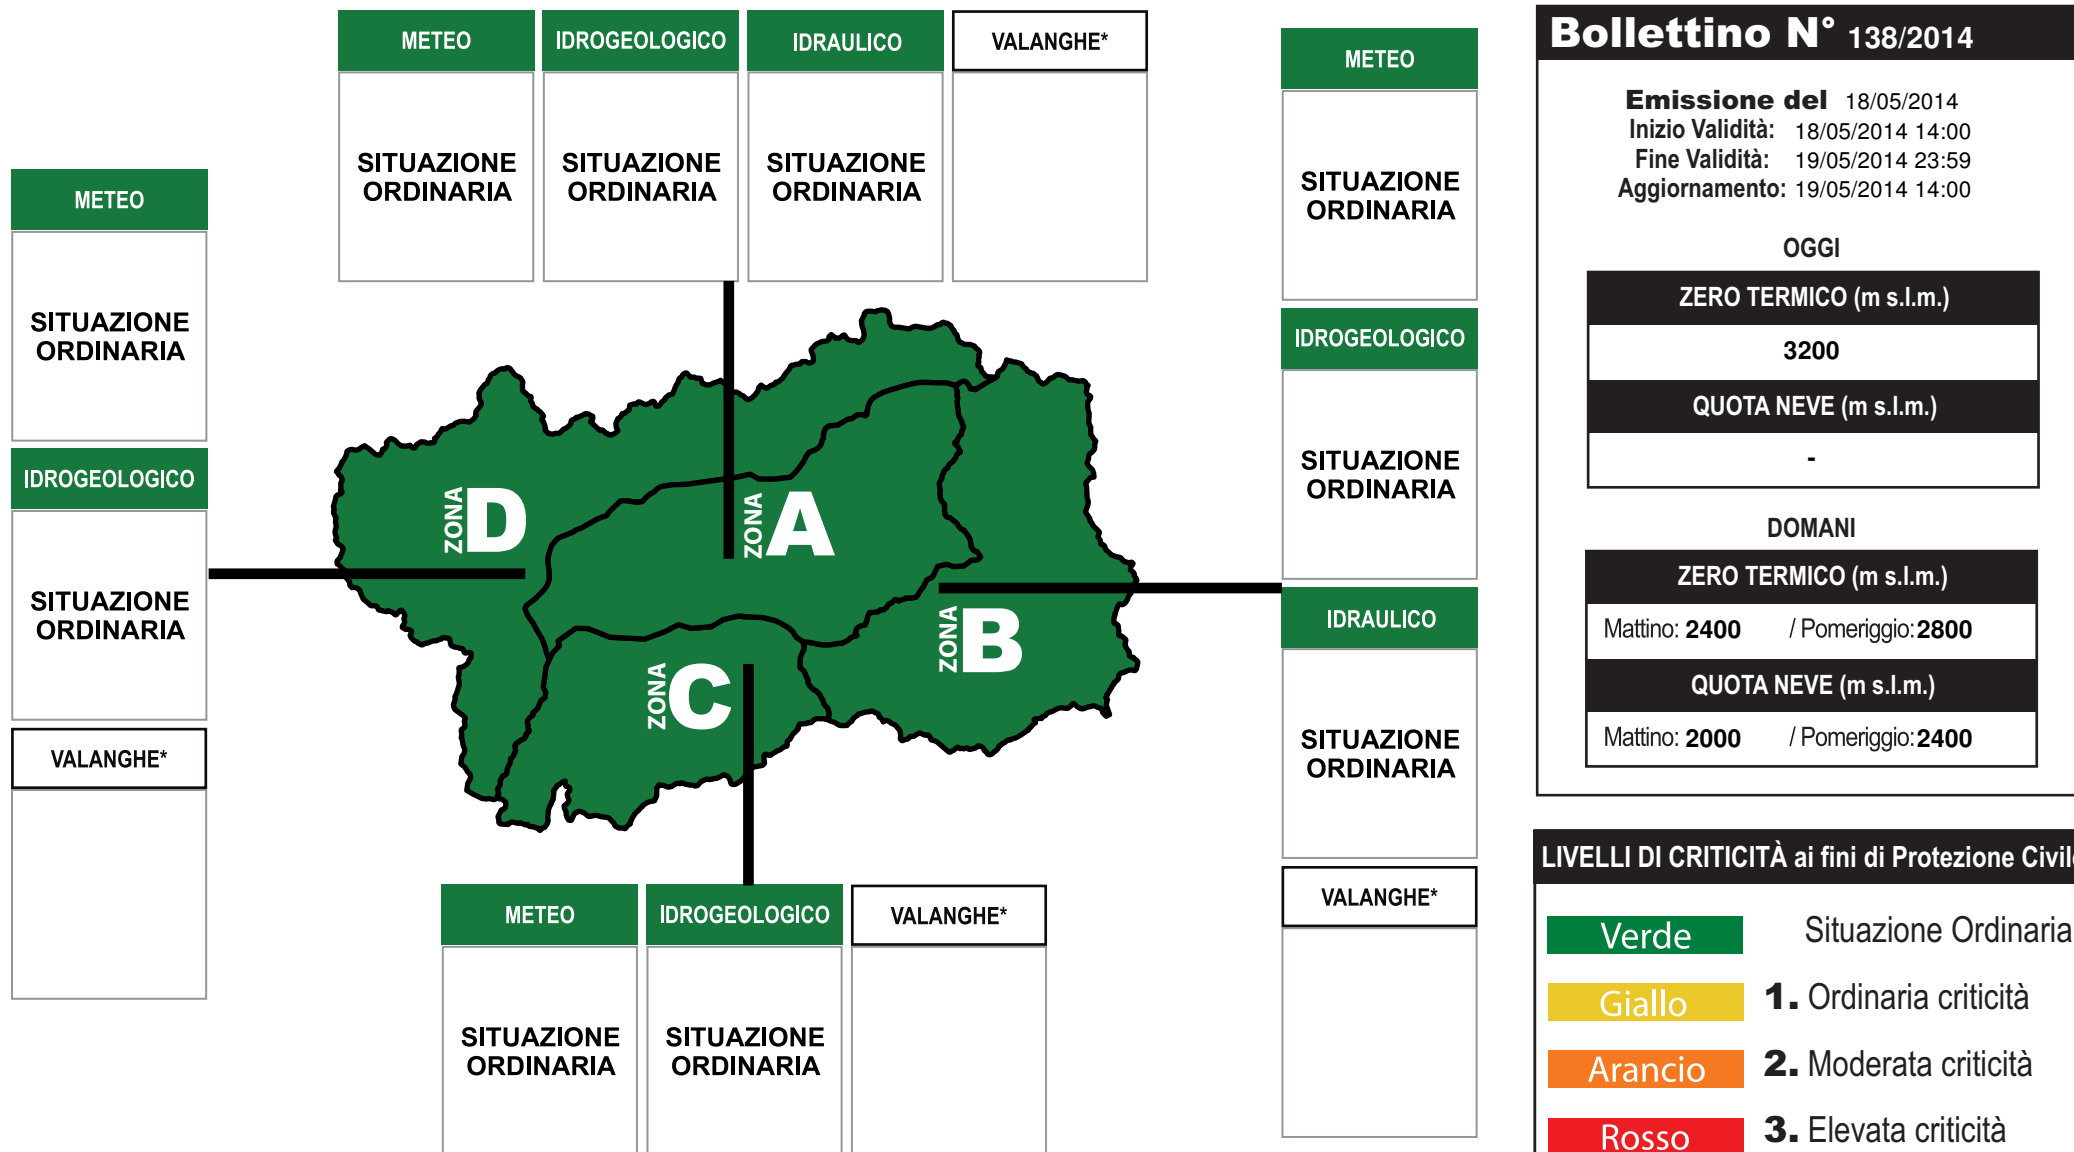 METEO IDROGEOLOGICO IDRAULICO VALANGHE*
SITUAZIONE ORDINARIA
SITUAZIONE ORDINARIA
SITUAZIONE ORDINARIA
METEO
SITUAZIONE
ORDINARIA
IDROGEOLOGICO
SITUAZIONE
ORDINARIA
VALANGHE*
ZONA D
ZONA A
ZONA B
ZONA C
METEO
SITUAZIONE
ORDINARIA
IDROGEOLOGICO
SITUAZIONE
ORDINARIA
IDRAULICO
SITUAZIONE
ORDINARIA
VALANGHE*
METEO IDROGEOLOGICO VALANGHE*
SITUAZIONE ORDINARIA
SITUAZIONE ORDINARIA
Bollettino N° 138/2014
Emissione del 18/05/2014
Inizio Validità: 18/05/2014 14:00
Fine Validità: 19/05/2014 23:59
Aggiornamento: 19/05/2014 14:00
OGGI
ZERO TERMICO (m s.l.m.)
3200
QUOTA NEVE (m s.l.m.)
-
DOMANI
ZERO TERMICO (m s.l.m.)
Mattino: 2400 / Pomeriggio: 2800
QUOTA NEVE (m s.l.m.)
Mattino: 2000 / Pomeriggio: 2400
LIVELLI DI CRITICITÀ ai fini di Protezione Civile
Verde Situazione Ordinaria
Giallo 1. Ordinaria criticità
Arancio 2. Moderata criticità
Rosso 3. Elevata criticità